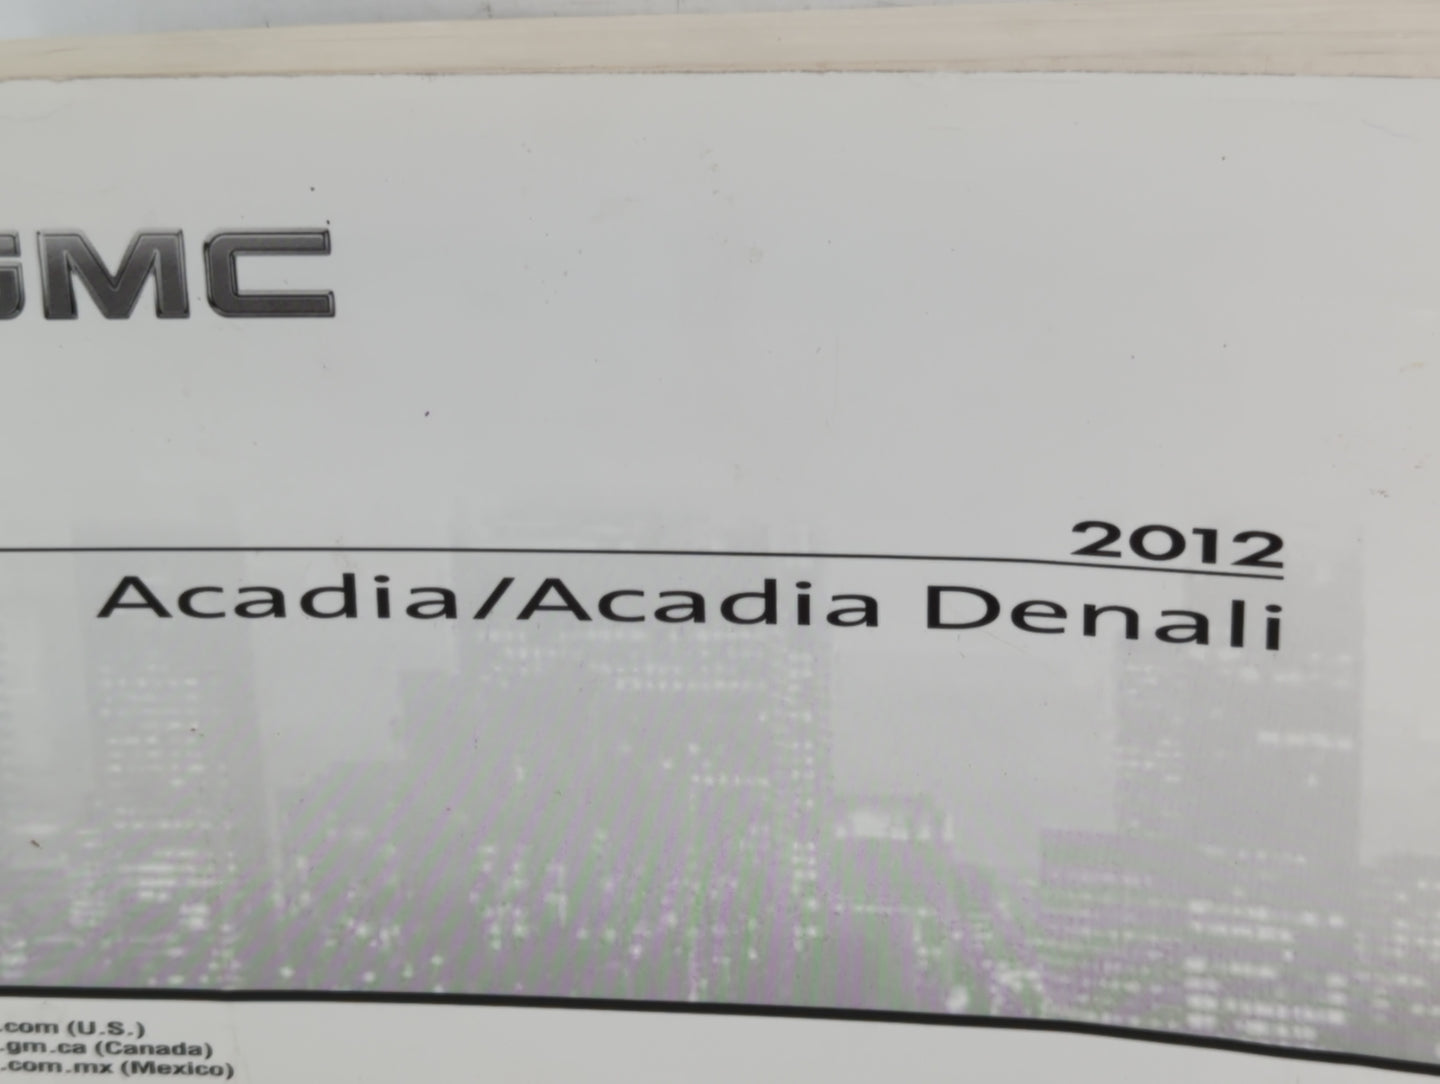 GMC
2012
Acadia/Acadia Denali
.com (U.S.)
.gm.ca (Canada)
.com.mx (Mexico)